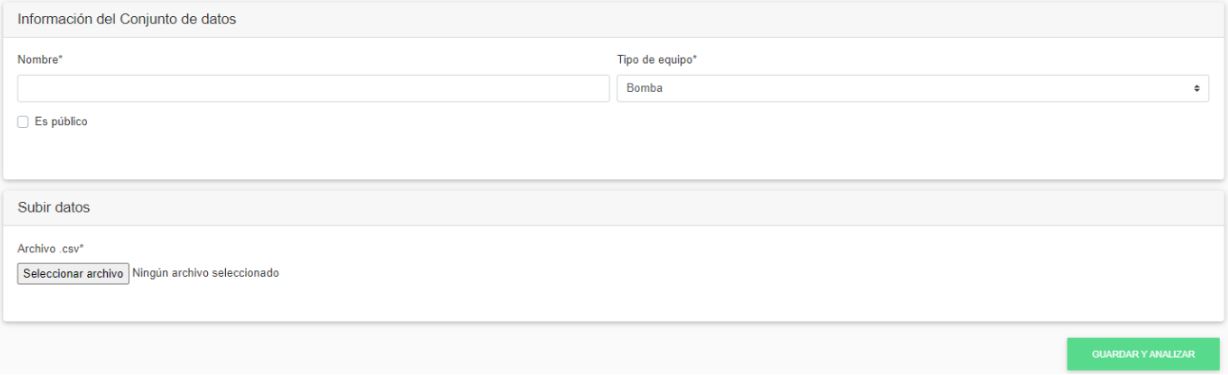 Información del Conjunto de datos
Nombre*
Tipo de equipo*
Bomba
Es público
Subir datos
Archivo .csv*
Seleccionar archivo Ningún archivo seleccionado
GUARDAR Y ANALIZAR